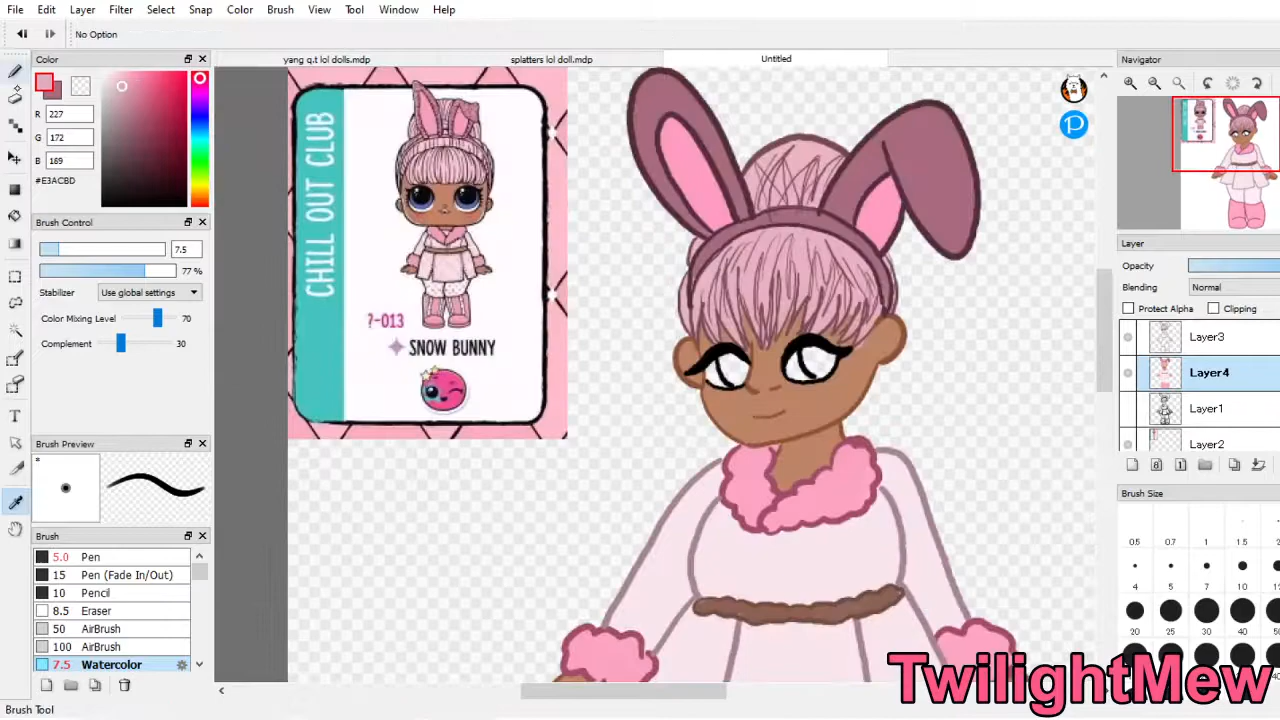 File Edit Layer Filter Select Snap Color Brush View Tool Window Help
No Option
Color
yang q.t lol dolls.mdp
splatters lol doll.mdp
Untitled
Navigator
R 227
G 172
B 189
#E3ACBD
Brush Control
7.5
77 %
Stabilizer Use global settings
Color Mixing Level 70
Complement 30
Brush Preview
*
Brush
5.0 Pen
15 Pen (Fade In/Out)
10 Pencil
8.5 Eraser
50 AirBrush
100 AirBrush
7.5 Watercolor
Brush Tool
CHILL OUT CLUB
?-013
SNOW BUNNY
P
Layer
Opacity
Blending Normal
Protect Alpha Clipping
Layer3
Layer4
Layer1
Layer2
8 1
Brush Size
0.5 0.7 1 1.5 2
4 5 7 10 12
20 25 30 40
TwilightMew